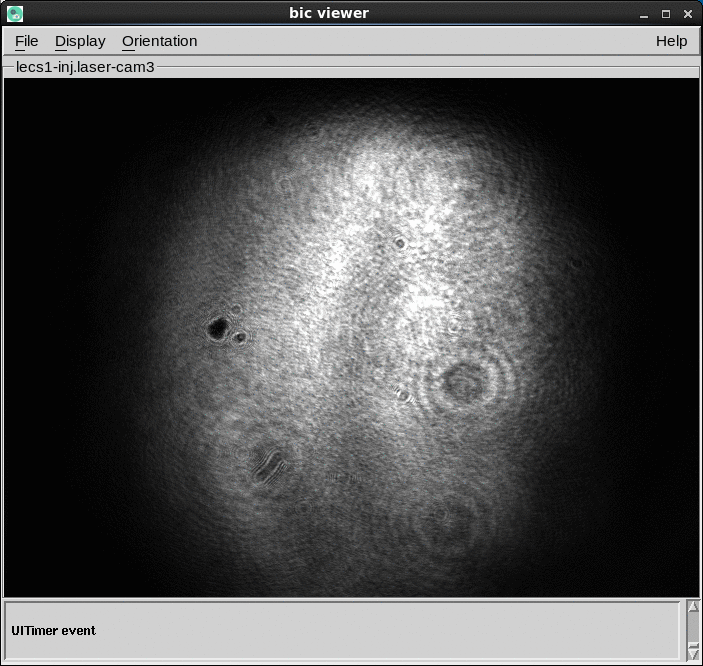 bic viewer
File Display Orientation Help
lecs1-inj.laser-cam3
UITimer event